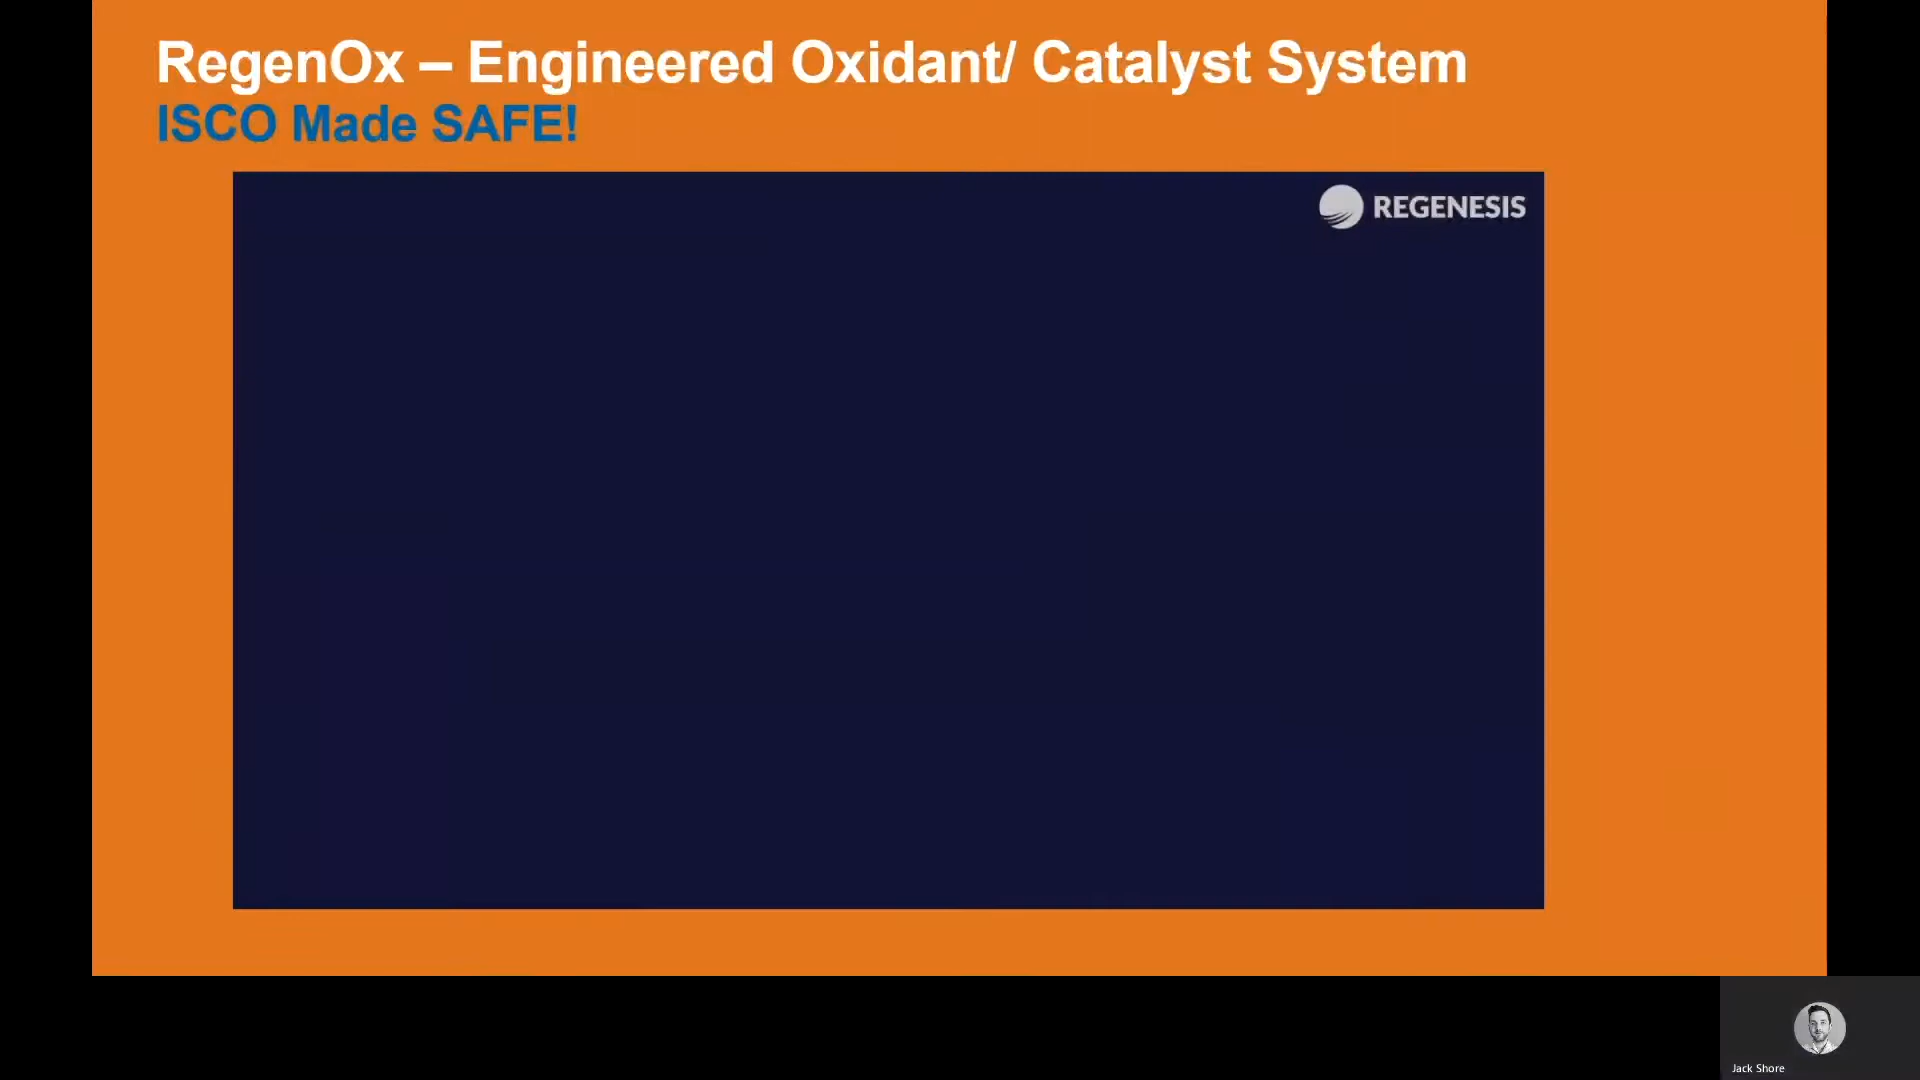 RegenOx – Engineered Oxidant/ Catalyst System
ISCO Made SAFE!
REGENESIS
Jack Shore